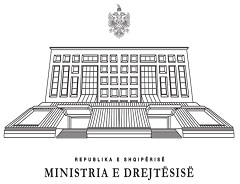 REPUBLIKA E SHQIPËRISË
MINISTRIA E DREJTËSISË